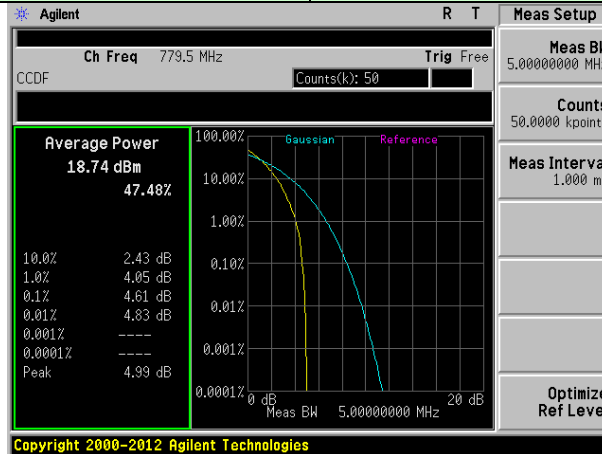 Agilent R T Meas Setup
Ch Freq 779.5 MHz Trig Free
CCDF Counts(k): 50
Meas B
5.00000000 MH
Counts
50.0000 kpoint
Meas Interva
1.000 m
Average Power
18.74 dBm
47.48%
10.0% 2.43 dB
1.0% 4.05 dB
0.1% 4.61 dB
0.01% 4.83 dB
0.001% ----
0.0001% ----
Peak 4.99 dB
100.00% Gaussian Reference
10.00%
1.00%
0.10%
0.01%
0.001%
0.0001%
0 dB 20 dB
Meas BW 5.00000000 MHz
Optimize
Ref Leve
Copyright 2000-2012 Agilent Technologies